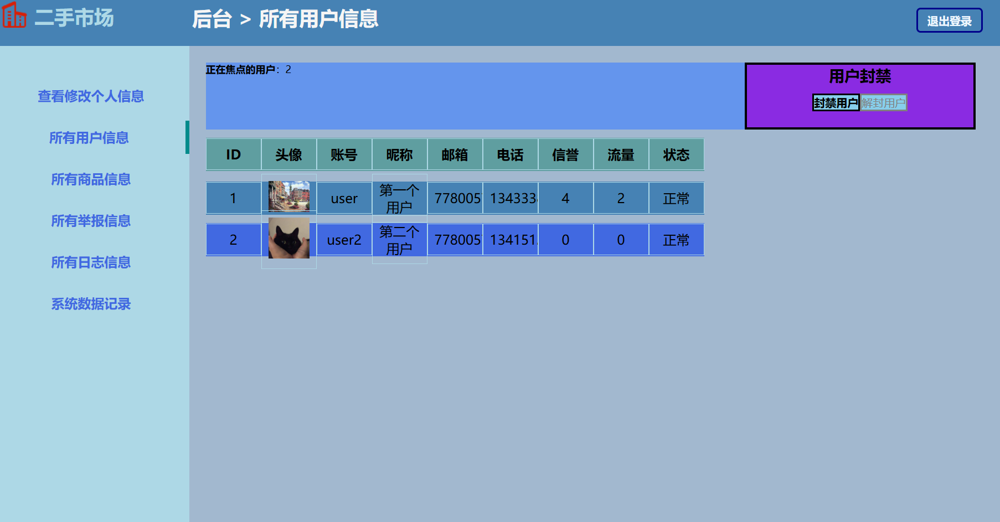 二手市场
后台 > 所有用户信息
退出登录
查看修改个人信息
所有用户信息
所有商品信息
所有举报信息
所有日志信息
系统数据记录
正在焦点的用户：2
用户封禁
封禁用户 解封用户
ID 头像 账号 昵称 邮箱 电话 信誉 流量 状态
1 user 第一个用户 778005 134333 4 2 正常
2 user2 第二个用户 778005 134151 0 0 正常